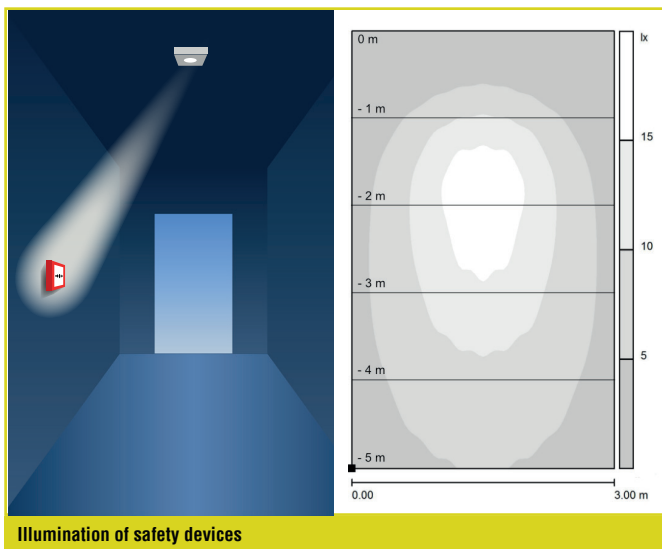 0 m
lx
- 1 m
15
- 2 m
10
- 3 m
5
- 4 m
- 5 m
0.00
3.00 m
Illumination of safety devices